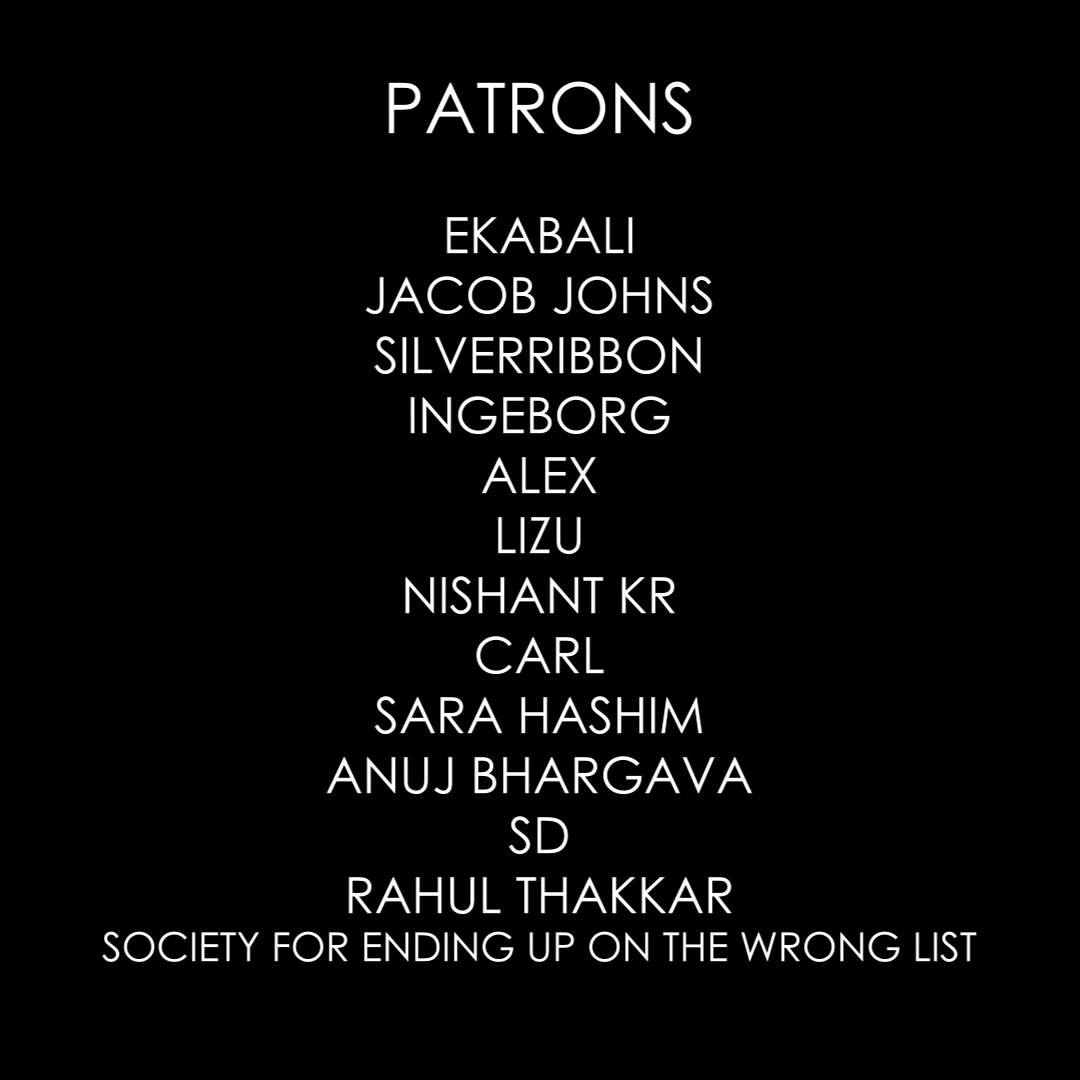 PATRONS
EKABALI
JACOB JOHNS
SILVERRIBBON
INGEBORG
ALEX
LIZU
NISHANT KR
CARL
SARA HASHIM
ANUJ BHARGAVA
SD
RAHUL THAKKAR
SOCIETY FOR ENDING UP ON THE WRONG LIST